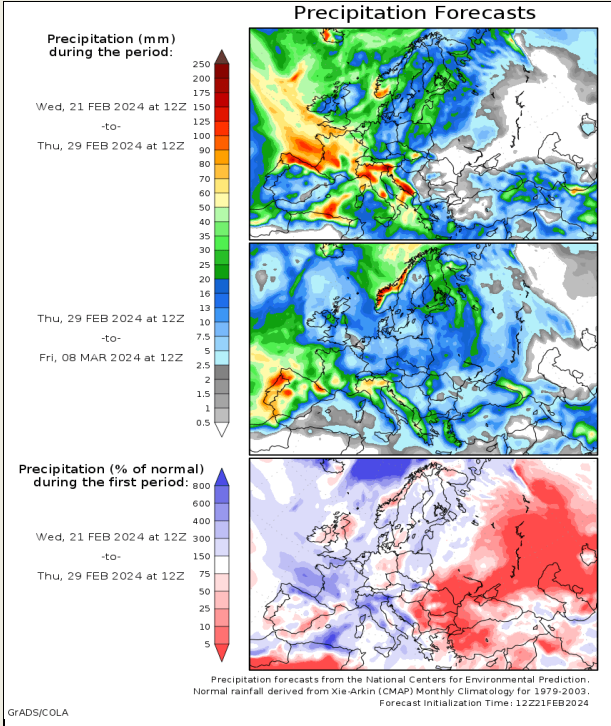 Precipitation Forecasts
Precipitation (mm)
during the period:
Wed, 21 FEB 2024 at 12Z
-to-
Thu, 29 FEB 2024 at 12Z
250
200
175
150
125
100
90
80
70
60
50
40
35
30
25
20
16
13
10
7.5
5
2.5
2
1.5
1
0.5
Thu, 29 FEB 2024 at 12Z
-to-
Fri, 08 MAR 2024 at 12Z
Precipitation (% of normal)
during the first period:
Wed, 21 FEB 2024 at 12Z
-to-
Thu, 29 FEB 2024 at 12Z
800
600
400
300
150
75
50
25
10
5
Precipitation forecasts from the National Centers for Environmental Prediction.
Normal rainfall derived from Xie-Arkin (CMAP) Monthly Climatology for 1979-2003.
Forecast Initialization Time: 12Z21FEB2024
GrADS/COLA